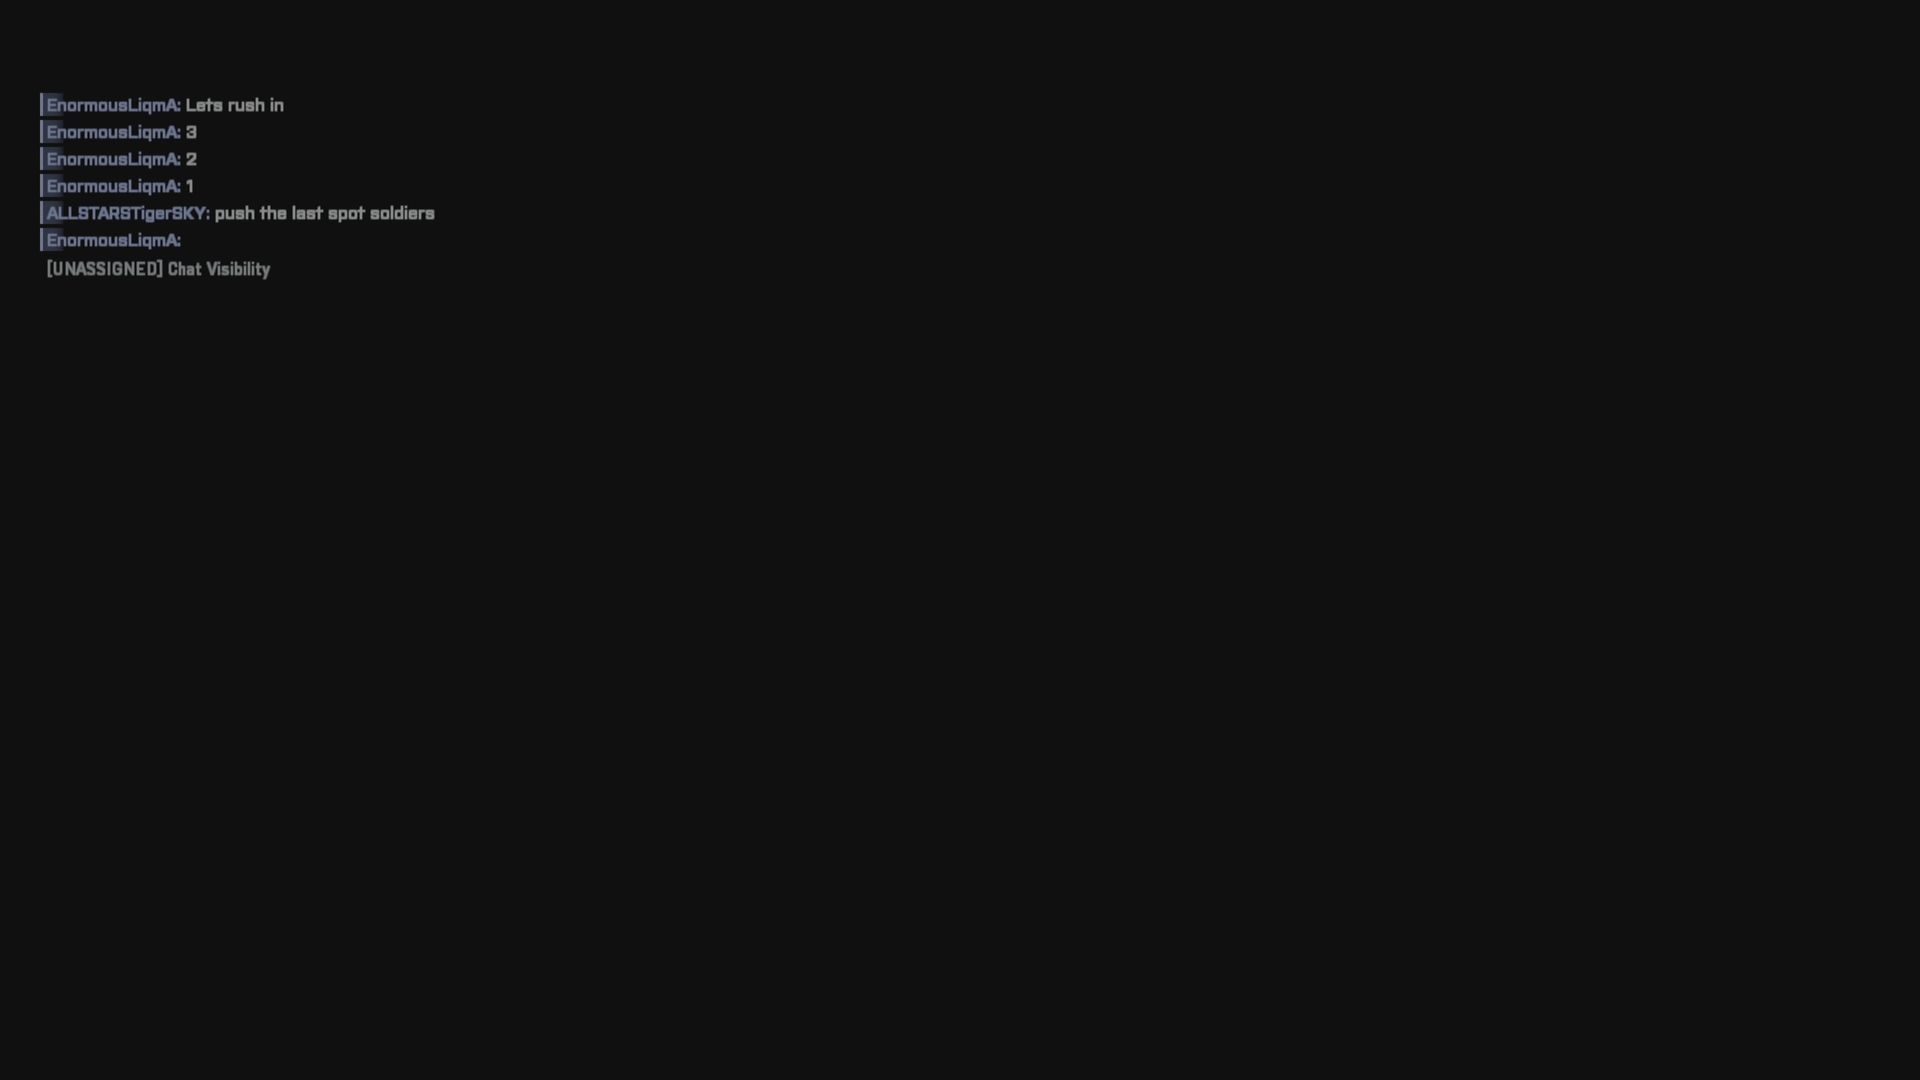 EnormousLiqmA: Lets rush in
EnormousLiqmA: 3
EnormousLiqmA: 2
EnormousLiqmA: 1
ALLSTARSTigerSKY: push the last spot soldiers
EnormousLiqmA:
[UNASSIGNED] Chat Visibility